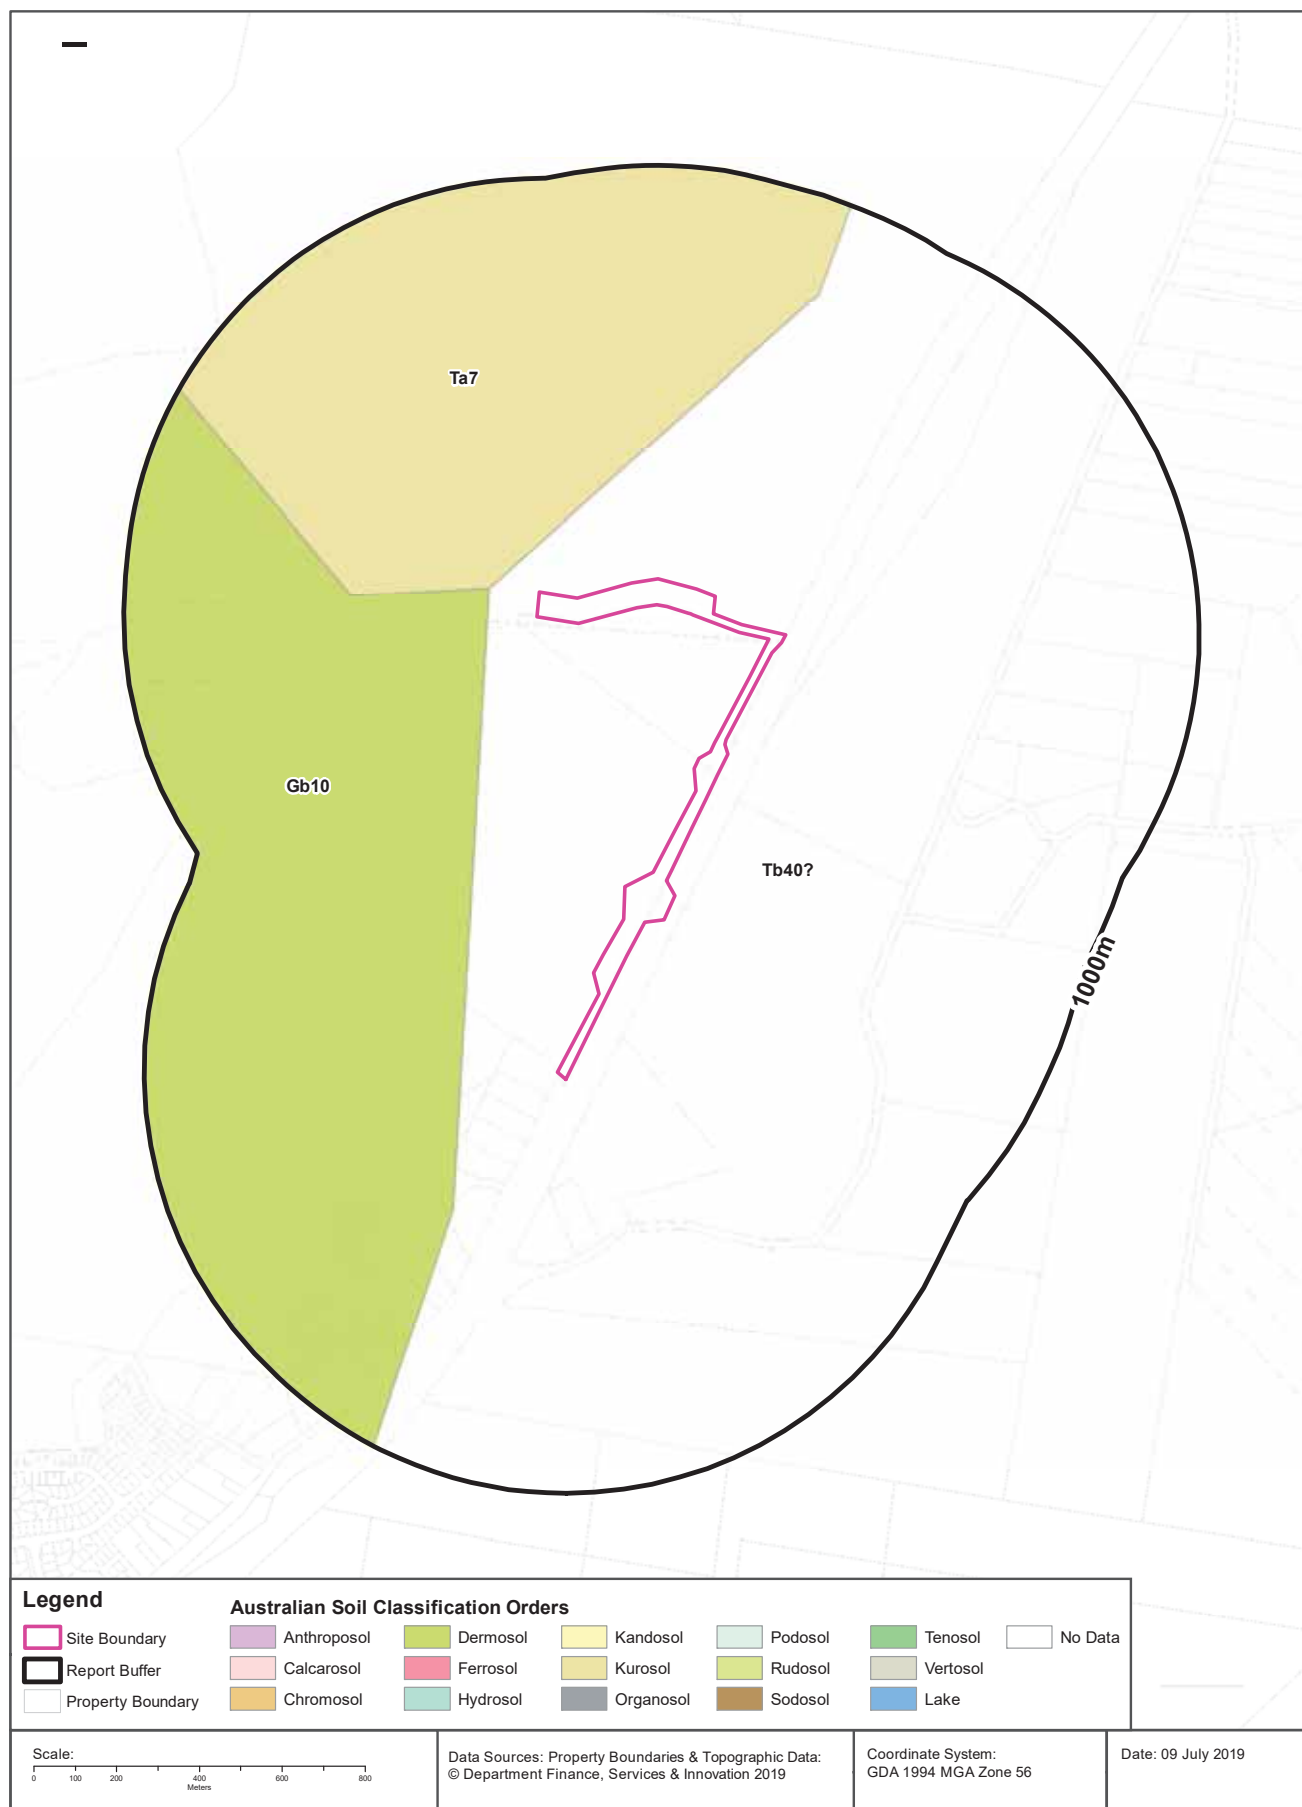 Ta7
Gb10
Tb40?
1000m
Legend
Site Boundary
Report Buffer
Property Boundary
Australian Soil Classification Orders
Anthroposol
Dermosol
Kandosol
Podosol
Tenosol
No Data
Calcarosol
Ferrosol
Kurosol
Rudosol
Vertosol
Chromosol
Hydrosol
Organosol
Sodosol
Lake
Scale:
0 100 200 400 600 800
Meters
Data Sources: Property Boundaries & Topographic Data:
© Department Finance, Services & Innovation 2019
Coordinate System:
GDA 1994 MGA Zone 56
Date: 09 July 2019